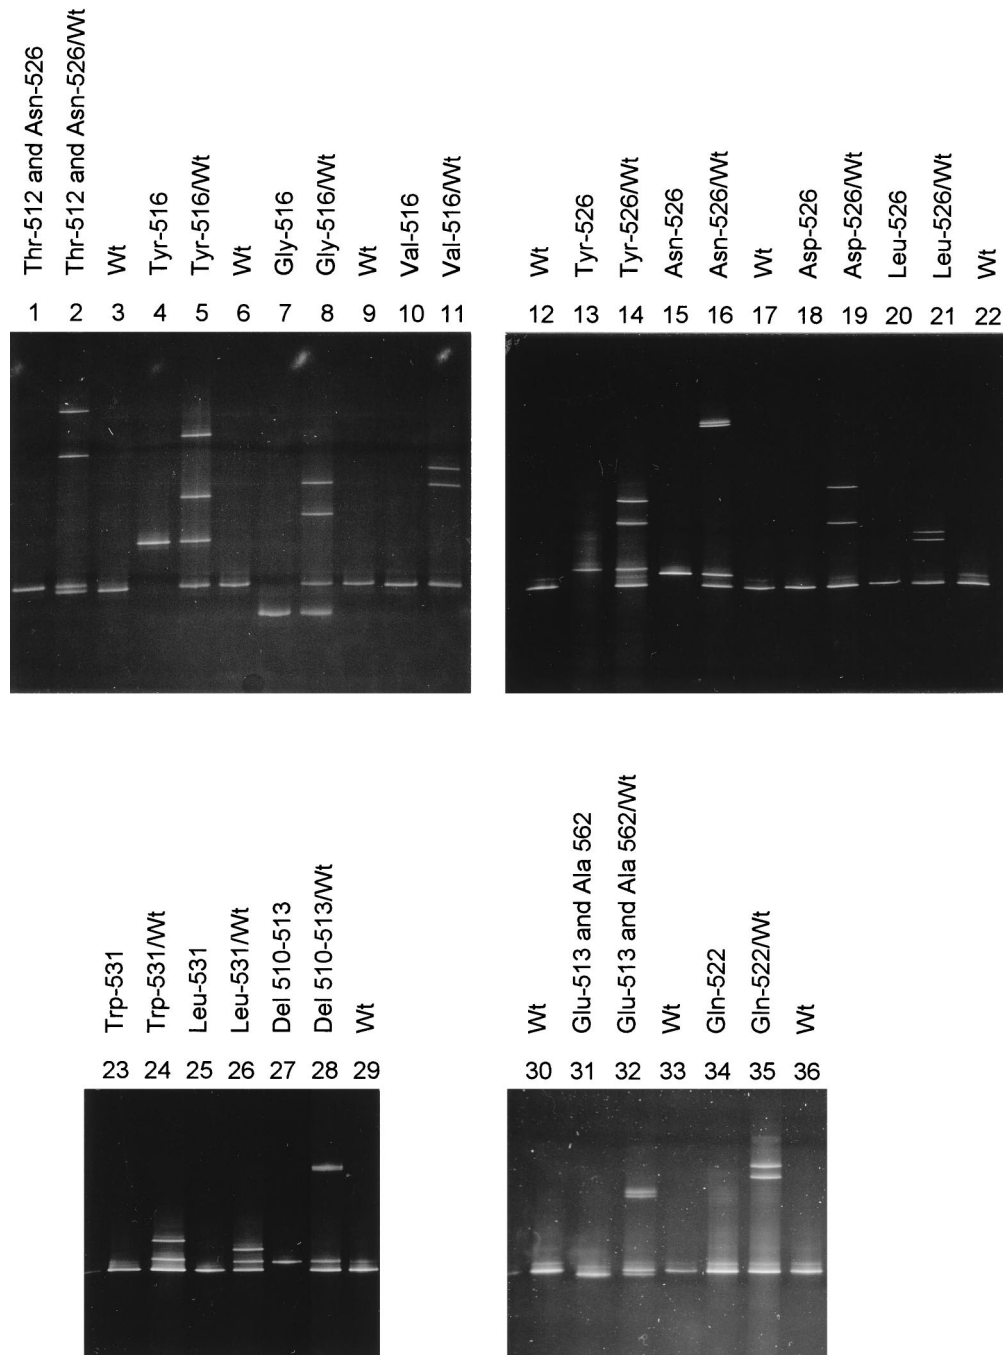 Thr-512 and Asn-526
Thr-512 and Asn-526/Wt
Wt
Tyr-516
Tyr-516/Wt
Wt
Gly-516
Gly-516/Wt
Wt
Val-516
Val-516/Wt
1 2 3 4 5 6 7 8 9 10 11
Wt
Tyr-526
Tyr-526/Wt
Asn-526
Asn-526/Wt
Wt
Asp-526
Asp-526/Wt
Leu-526
Leu-526/Wt
Wt
12 13 14 15 16 17 18 19 20 21 22
Trp-531
Trp-531/Wt
Leu-531
Leu-531/Wt
Del 510-513
Del 510-513/Wt
Wt
23 24 25 26 27 28 29
Wt
Glu-513 and Ala 562
Glu-513 and Ala 562/Wt
Wt
Gln-522
Gln-522/Wt
Wt
30 31 32 33 34 35 36